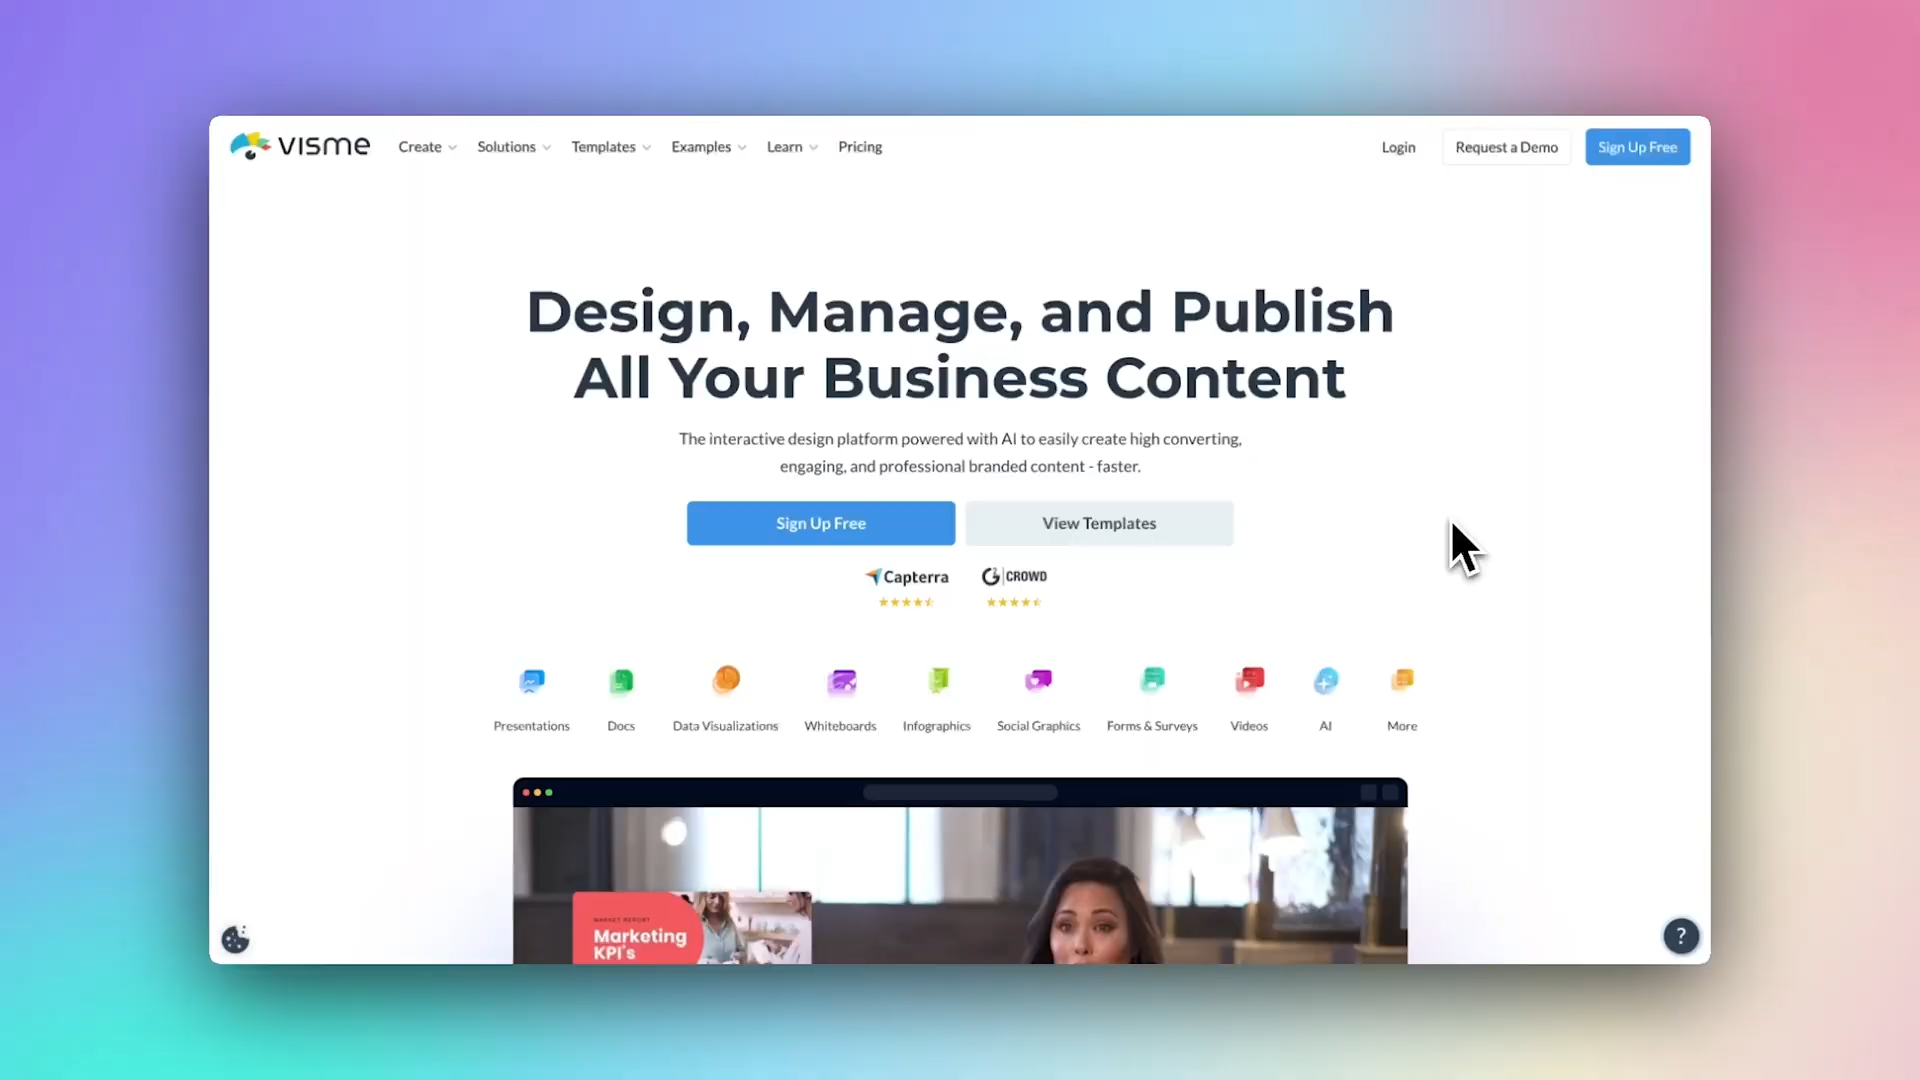 VISME
Create
Solutions
Templates
Examples
Learn
Pricing
Login
Request a Demo
Sign Up Free
Design, Manage, and Publish
All Your Business Content
The interactive design platform powered with AI to easily create high converting,
engaging, and professional branded content - faster.
Sign Up Free
View Templates
Capterra
G2 CROWD
Presentations
Docs
Data Visualizations
Whiteboards
Infographics
Social Graphics
Forms & Surveys
Videos
AI
More
MARKET REPORT
Marketing
KPI's
?